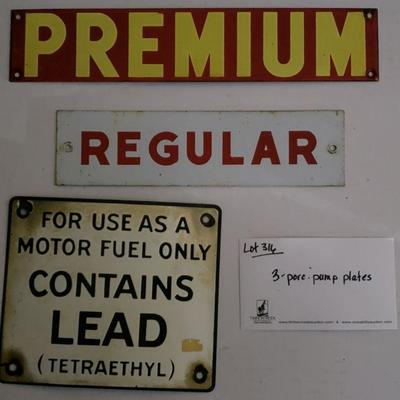 PREMIUM
REGULAR
FOR USE AS A
MOTOR FUEL ONLY
CONTAINS
LEAD
(TETRAETHYL)
Lot 316
3-porc. pump plates